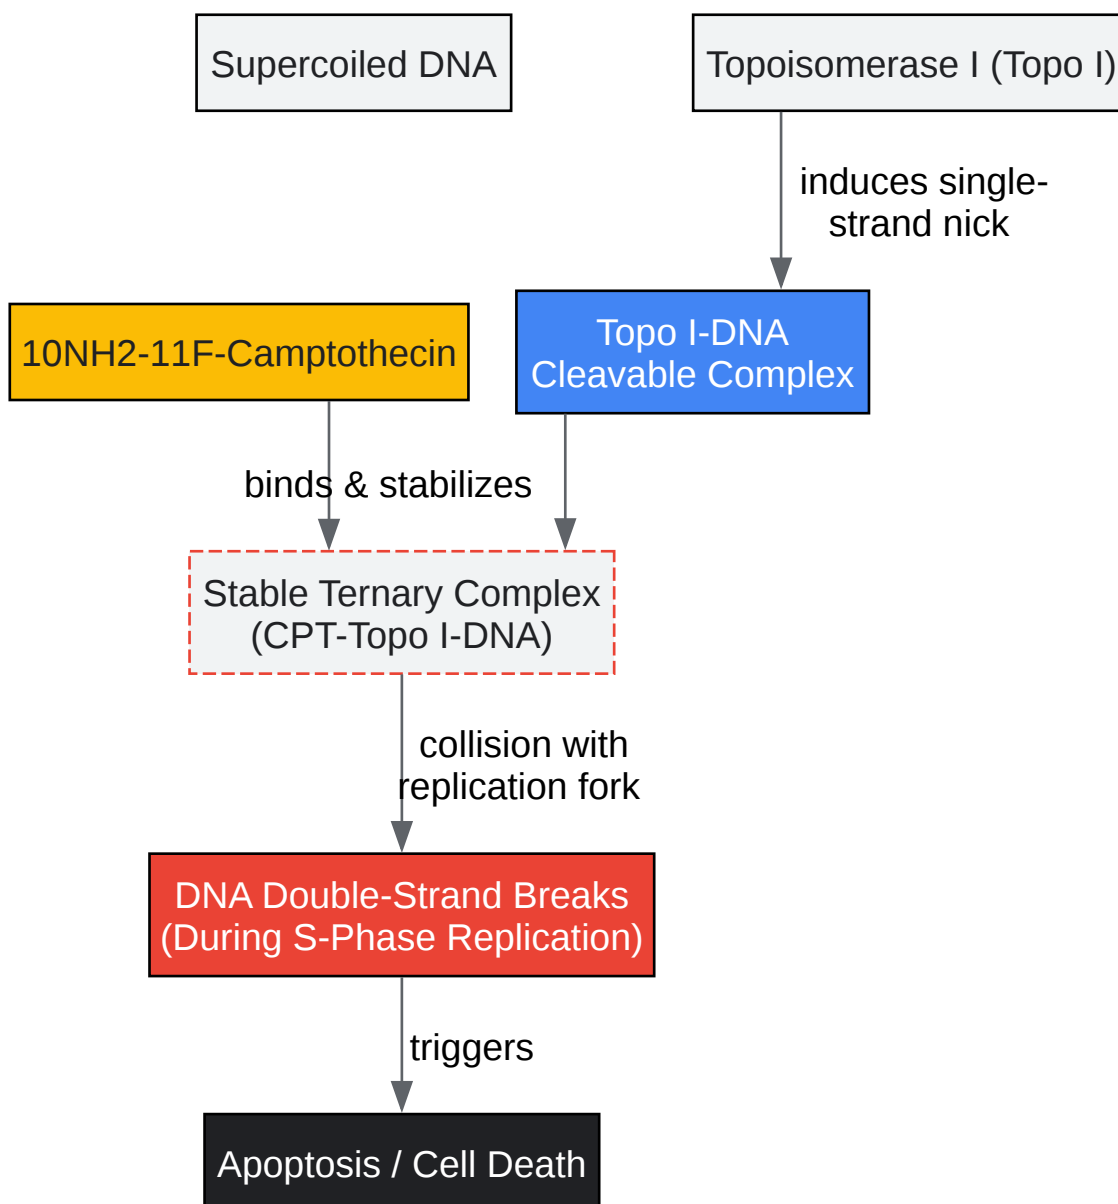 Supercoiled DNA
Topoisomerase I (Topo I)
induces single-
strand nick
10NH2-11F-Camptothecin
Topo I-DNA
Cleavable Complex
binds & stabilizes
Stable Ternary Complex
(CPT-Topo I-DNA)
collision with
replication fork
DNA Double-Strand Breaks
(During S-Phase Replication)
triggers
Apoptosis / Cell Death